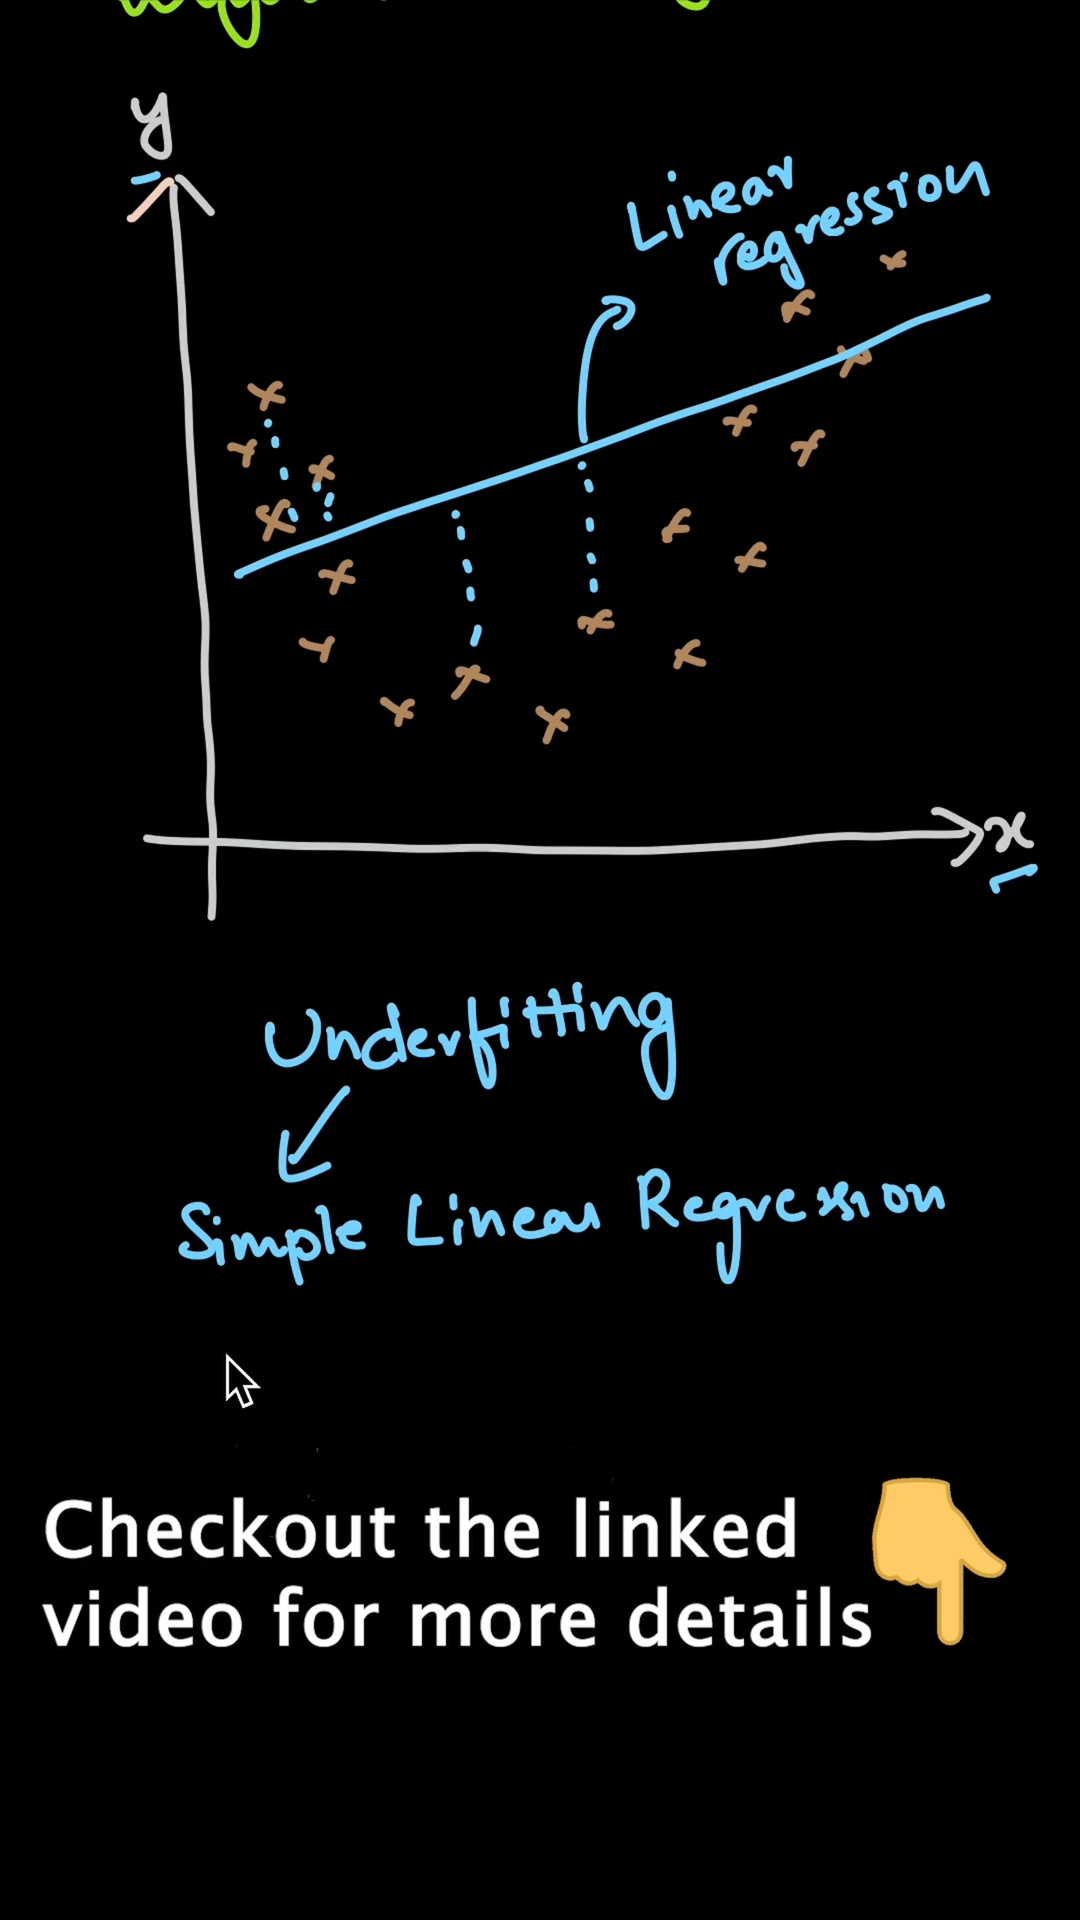 y
Linear
regression
x
Underfitting
Simple Linear Regression
Checkout the linked
video for more details